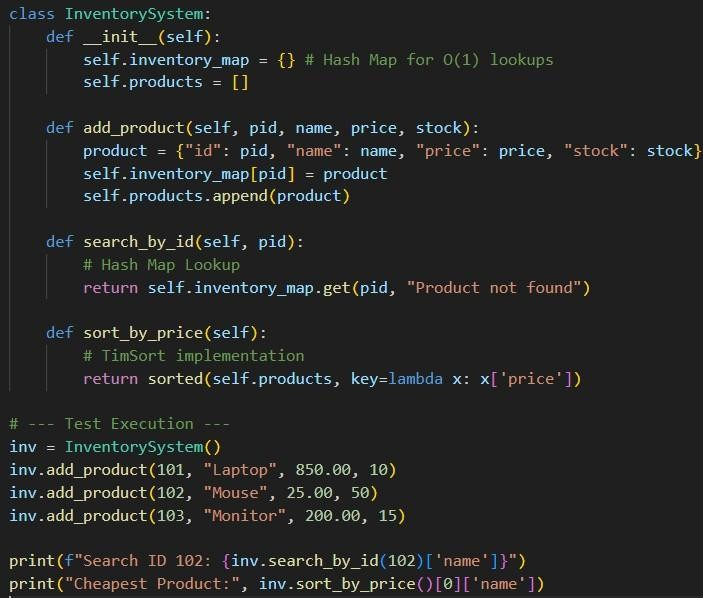 class InventorySystem:
    def __init__(self):
        self.inventory_map = {} # Hash Map for O(1) lookups
        self.products = []

    def add_product(self, pid, name, price, stock):
        product = {"id": pid, "name": name, "price": price, "stock": stock}
        self.inventory_map[pid] = product
        self.products.append(product)

    def search_by_id(self, pid):
        # Hash Map Lookup
        return self.inventory_map.get(pid, "Product not found")

    def sort_by_price(self):
        # TimSort implementation
        return sorted(self.products, key=lambda x: x['price'])

# --- Test Execution ---
inv = InventorySystem()
inv.add_product(101, "Laptop", 850.00, 10)
inv.add_product(102, "Mouse", 25.00, 50)
inv.add_product(103, "Monitor", 200.00, 15)

print(f"Search ID 102: {inv.search_by_id(102)['name']}")
print("Cheapest Product:", inv.sort_by_price()[0]['name'])